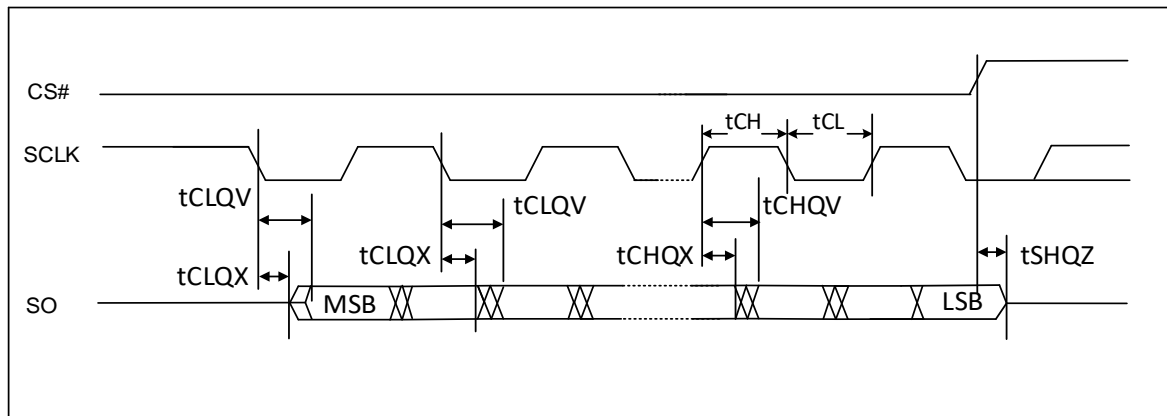 CS#
tCH tCL
SCLK
tCLQV tCLQV tCHQV
tCLQX tCLQX tCHQX tSHQZ
SO MSB LSB